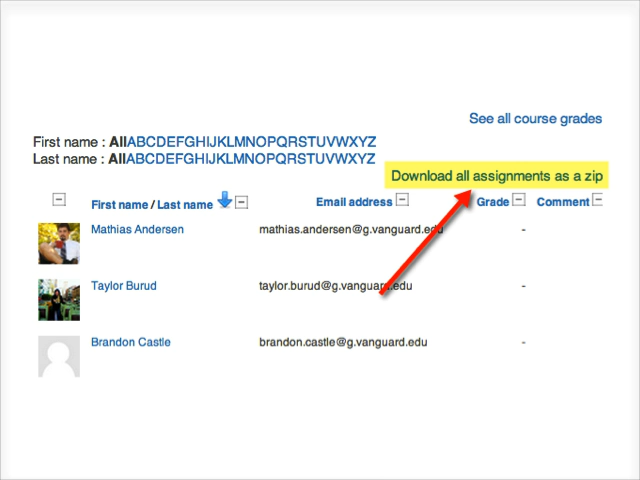 See all course grades
First name : AllABCDEFGHIJKLMNOPQRSTUVWXYZ
Last name : AllABCDEFGHIJKLMNOPQRSTUVWXYZ
Download all assignments as a zip
First name / Last name Email address Grade Comment
Mathias Andersen mathias.andersen@g.vanguard.edu -
Taylor Burud taylor.burud@g.vanguard.edu -
Brandon Castle brandon.castle@g.vanguard.edu -